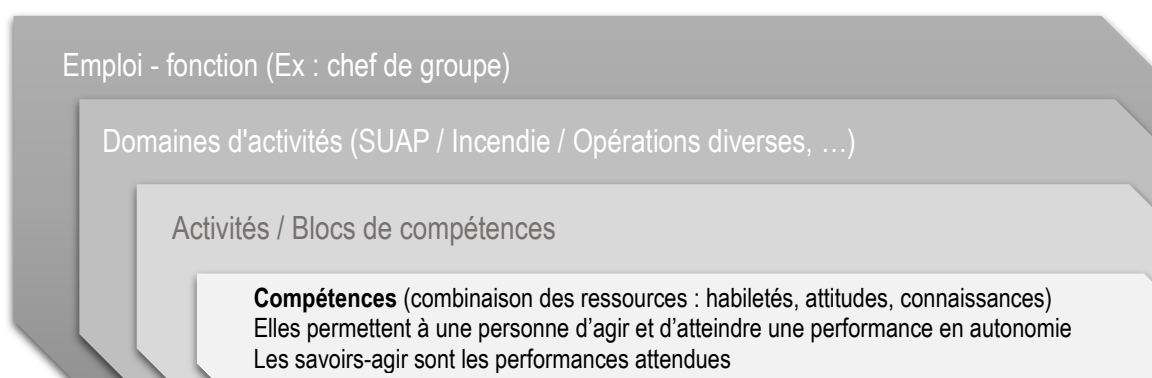 Emploi - fonction (Ex : chef de groupe)
Domaines d'activités (SUAP / Incendie / Opérations diverses, …)
Activités / Blocs de compétences
Compétences (combinaison des ressources : habiletés, attitudes, connaissances)
Elles permettent à une personne d’agir et d’atteindre une performance en autonomie
Les savoirs-agir sont les performances attendues